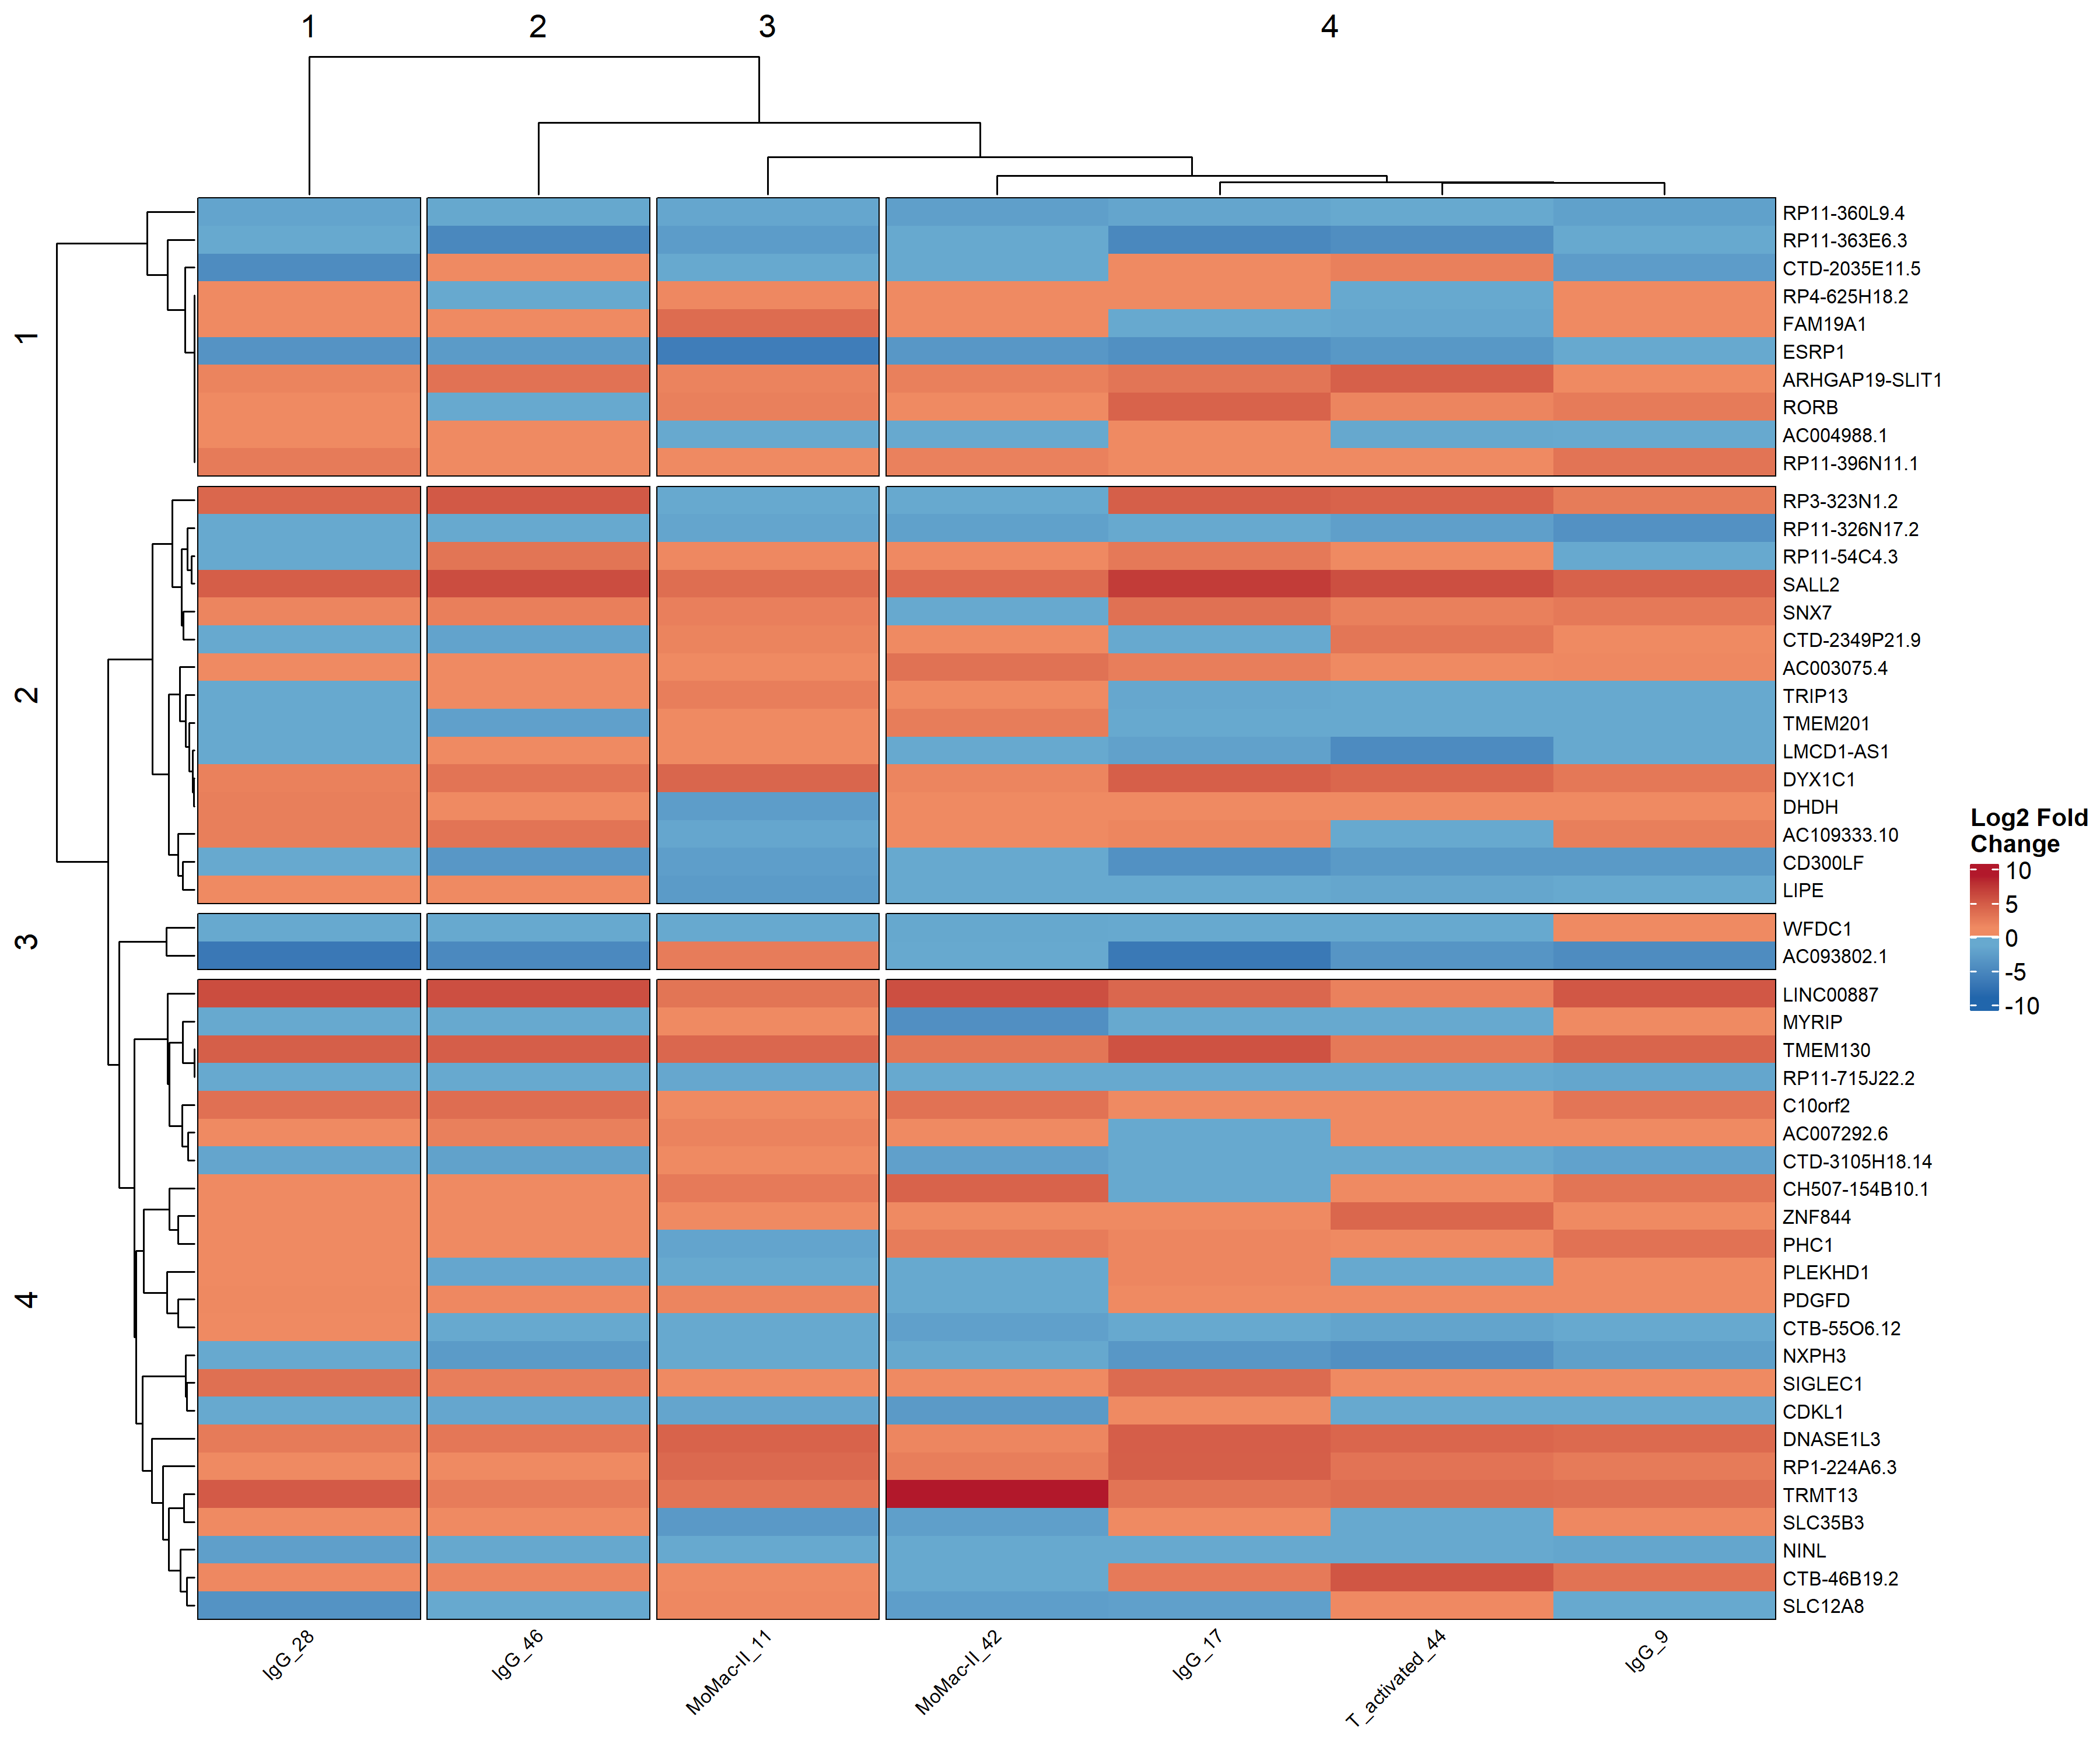 1 2 3 4
1
2
3
4
RP11-360L9.4
RP11-363E6.3
CTD-2035E11.5
RP4-625H18.2
FAM19A1
ESRP1
ARHGAP19-SLIT1
RORB
AC004988.1
RP11-396N11.1
RP3-323N1.2
RP11-326N17.2
RP11-54C4.3
SALL2
SNX7
CTD-2349P21.9
AC003075.4
TRIP13
TMEM201
LMCD1-AS1
DYX1C1
DHDH
AC109333.10
CD300LF
LIPE
WFDC1
AC093802.1
LINC00887
MYRIP
TMEM130
RP11-715J22.2
C10orf2
AC007292.6
CTD-3105H18.14
CH507-154B10.1
ZNF844
PHC1
PLEKHD1
PDGFD
CTB-55O6.12
NXPH3
SIGLEC1
CDKL1
DNASE1L3
RP1-224A6.3
TRMT13
SLC35B3
NINL
CTB-46B19.2
SLC12A8
Log2 Fold
Change
10
5
0
-5
-10
IgG_28
IgG_46
MoMac-II_11
MoMac-II_42
IgG_17
T_activated_44
IgG_9